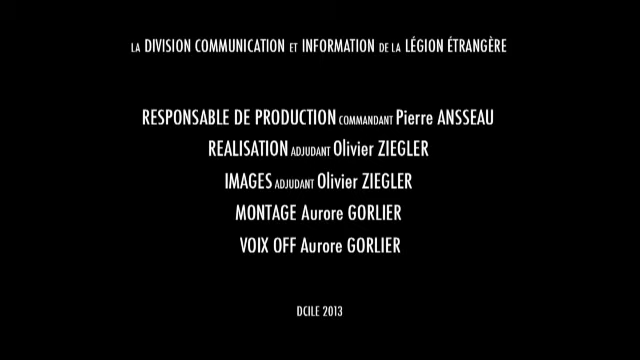 LA DIVISION COMMUNICATION ET INFORMATION DE LA LÉGION ÉTRANGÈRE
RESPONSABLE DE PRODUCTION COMMANDANT Pierre ANSSEAU
REALISATION ADJUDANT Olivier ZIEGLER
IMAGES ADJUDANT Olivier ZIEGLER
MONTAGE Aurore GORLIER
VOIX OFF Aurore GORLIER
DCILE 2013